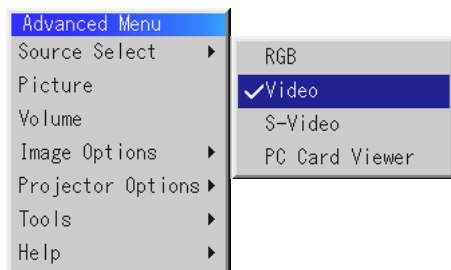 Advanced Menu
Source Select
Picture
Volume
Image Options
Projector Options
Tools
Help
RGB
Video
S-Video
PC Card Viewer